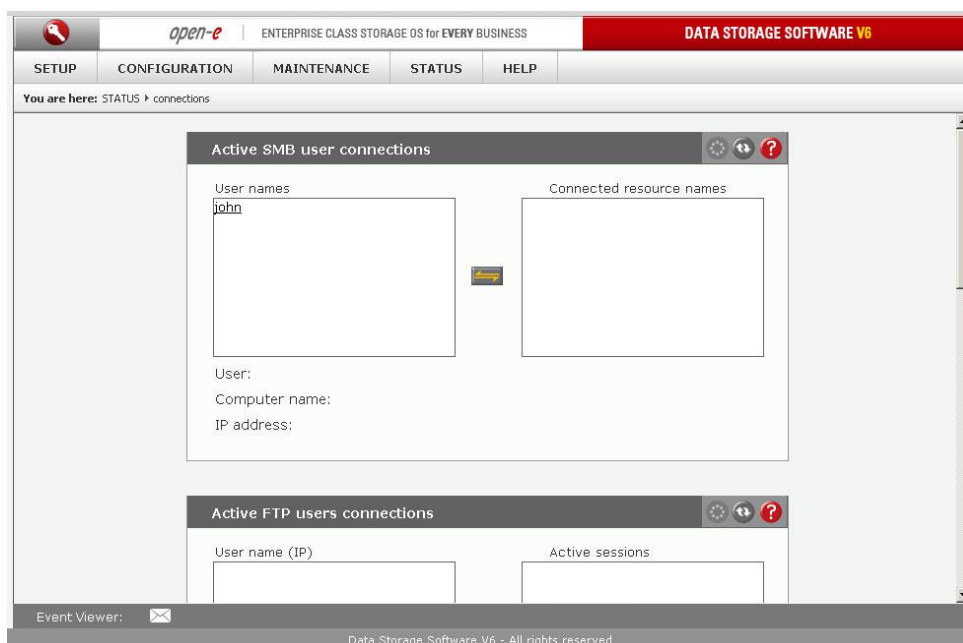 open-e ENTERPRISE CLASS STORAGE OS for EVERY BUSINESS DATA STORAGE SOFTWARE V6
SETUP CONFIGURATION MAINTENANCE STATUS HELP
You are here: STATUS connections
Active SMB user connections ?
User names Connected resource names
john
User:
Computer name:
IP address:
Active FTP users connections ?
User name (IP) Active sessions
Event Viewer:
Data Storage Software V6 - All rights reserved